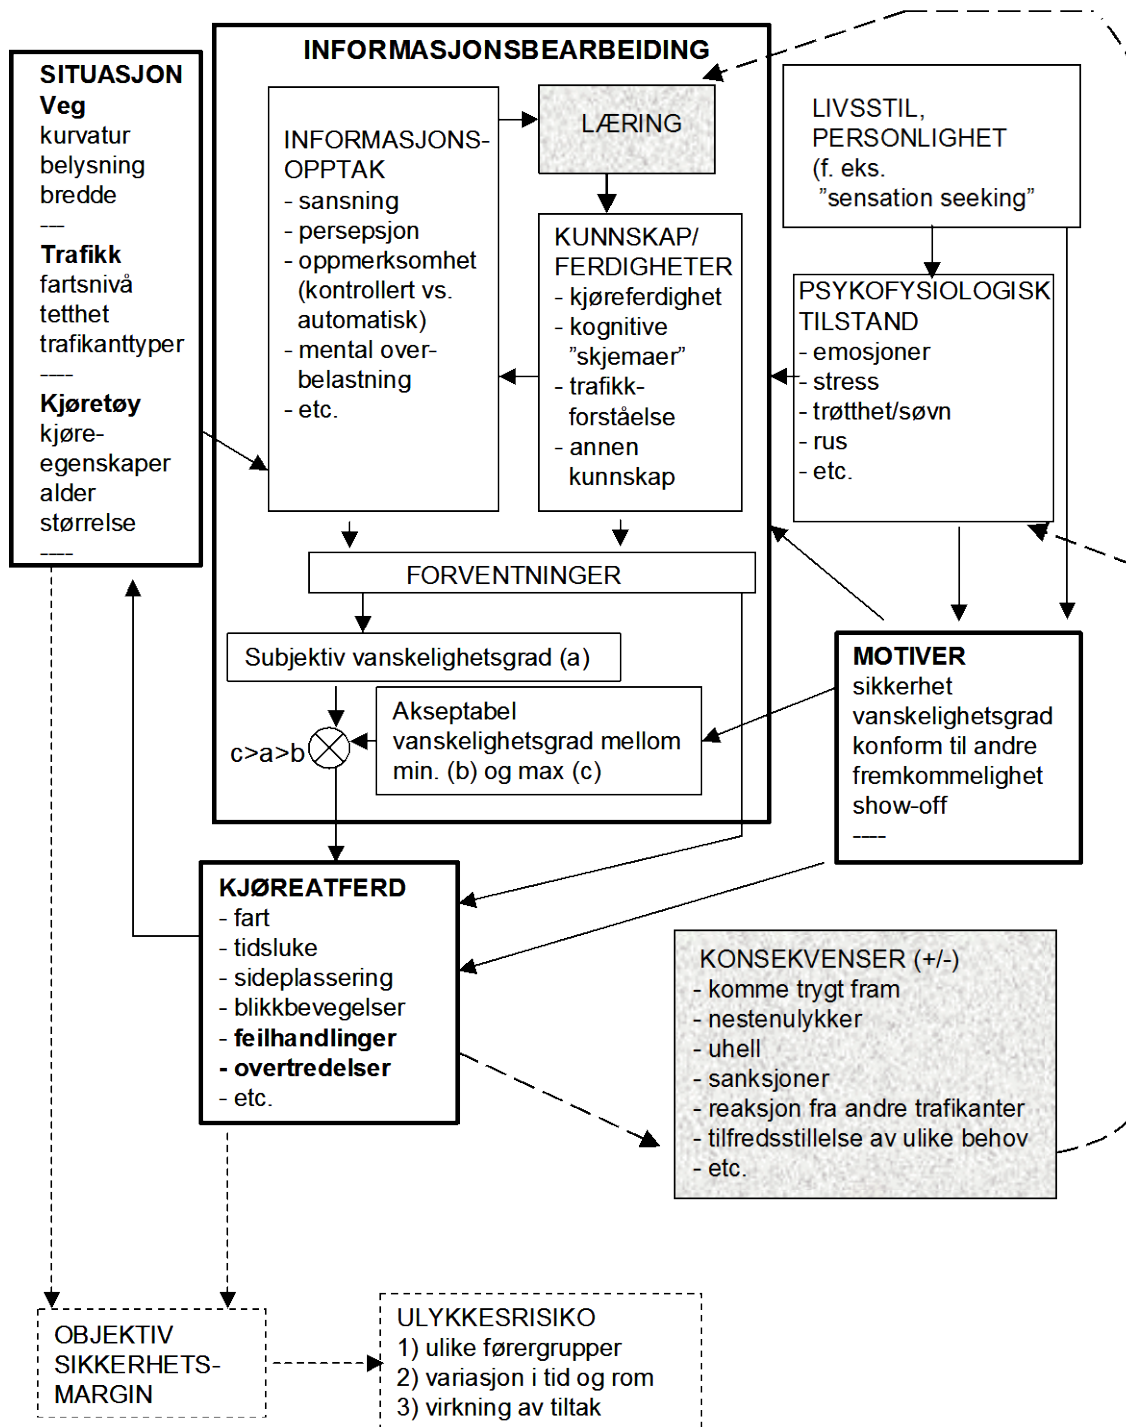 SITUASJON
Veg
kurvatur
belysning
bredde
---
Trafikk
fartsnivå
tetthet
trafikanttyper
----
Kjøretøy
kjøre-
egenskaper
alder
størrelse
----
INFORMASJONSBEARBEIDING
INFORMASJONS-
OPPTAK
- sansning
- persepsjon
- oppmerksomhet
(kontrollert vs.
automatisk)
- mental over-
belastning
- etc.
LÆRING
KUNNSKAP/
FERDIGHETER
- kjøreferdighet
- kognitive
”skjemaer”
- trafikk-
forståelse
- annen
kunnskap
LIVSSTIL,
PERSONLIGHET
(f. eks.
”sensation seeking”
PSYKOFYSIOLOGISK
TILSTAND
- emosjoner
- stress
- trøtthet/søvn
- rus
- etc.
FORVENTNINGER
Subjektiv vanskelighetsgrad (a)
c>a>b
Akseptabel
vanskelighetsgrad mellom
min. (b) og max (c)
MOTIVER
sikkerhet
vanskelighetsgrad
konform til andre
fremkommelighet
show-off
----
KJØREATFERD
- fart
- tidsluke
- sideplassering
- blikkbevegelser
- feilhandlinger
- overtredelser
- etc.
KONSEKVENSER (+/-)
- komme trygt fram
- nestenulykker
- uhell
- sanksjoner
- reaksjon fra andre trafikanter
- tilfredsstillelse av ulike behov
- etc.
OBJEKTIV
SIKKERHETS-
MARGIN
ULYKKESRISIKO
1) ulike førergrupper
2) variasjon i tid og rom
3) virkning av tiltak